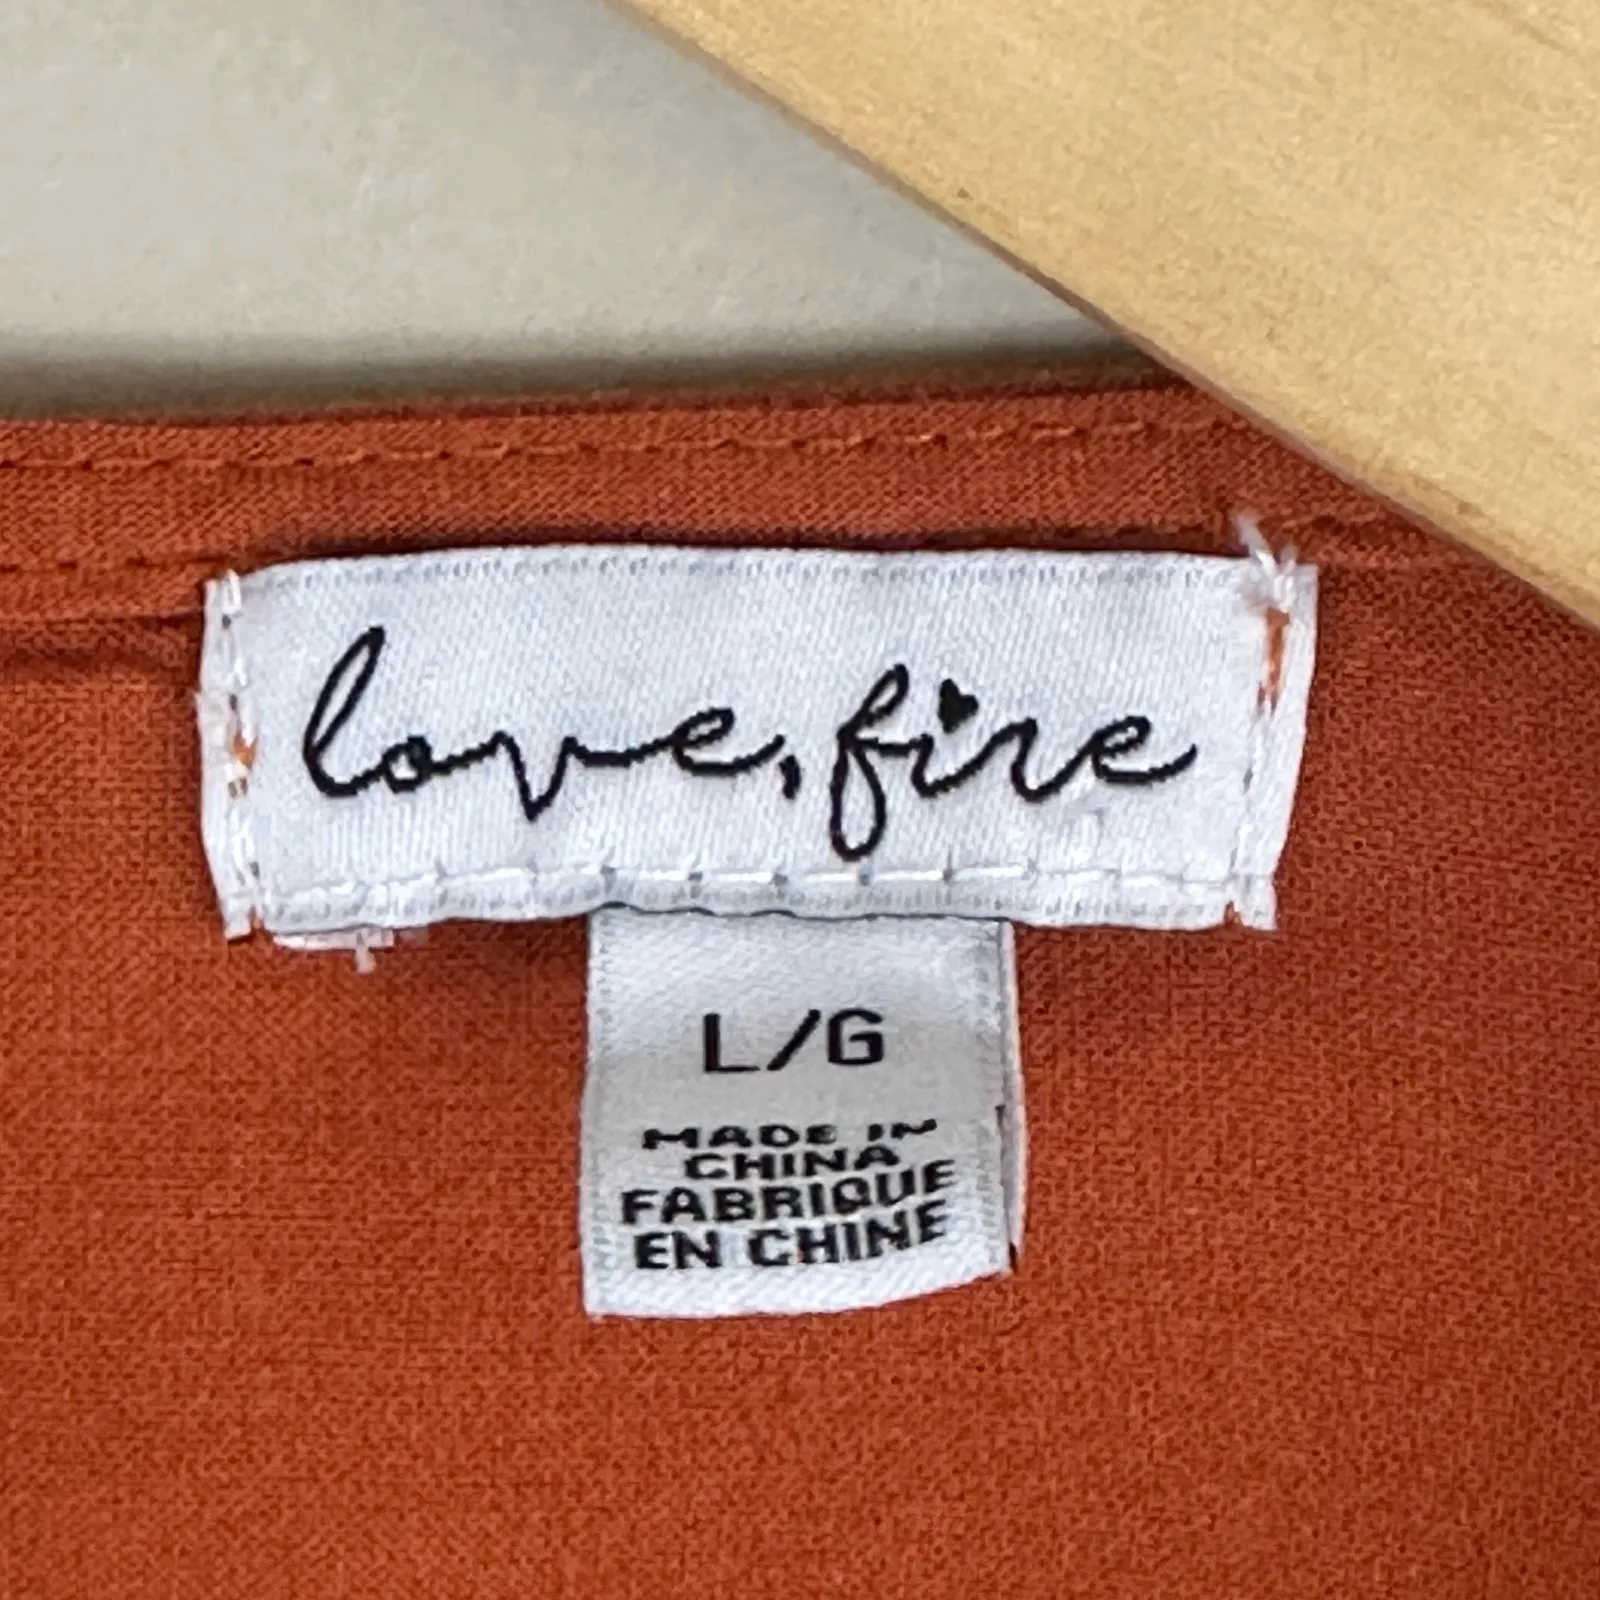 love, fire
L/G
MADE IN
CHINA
FABRIQUE
EN CHINE